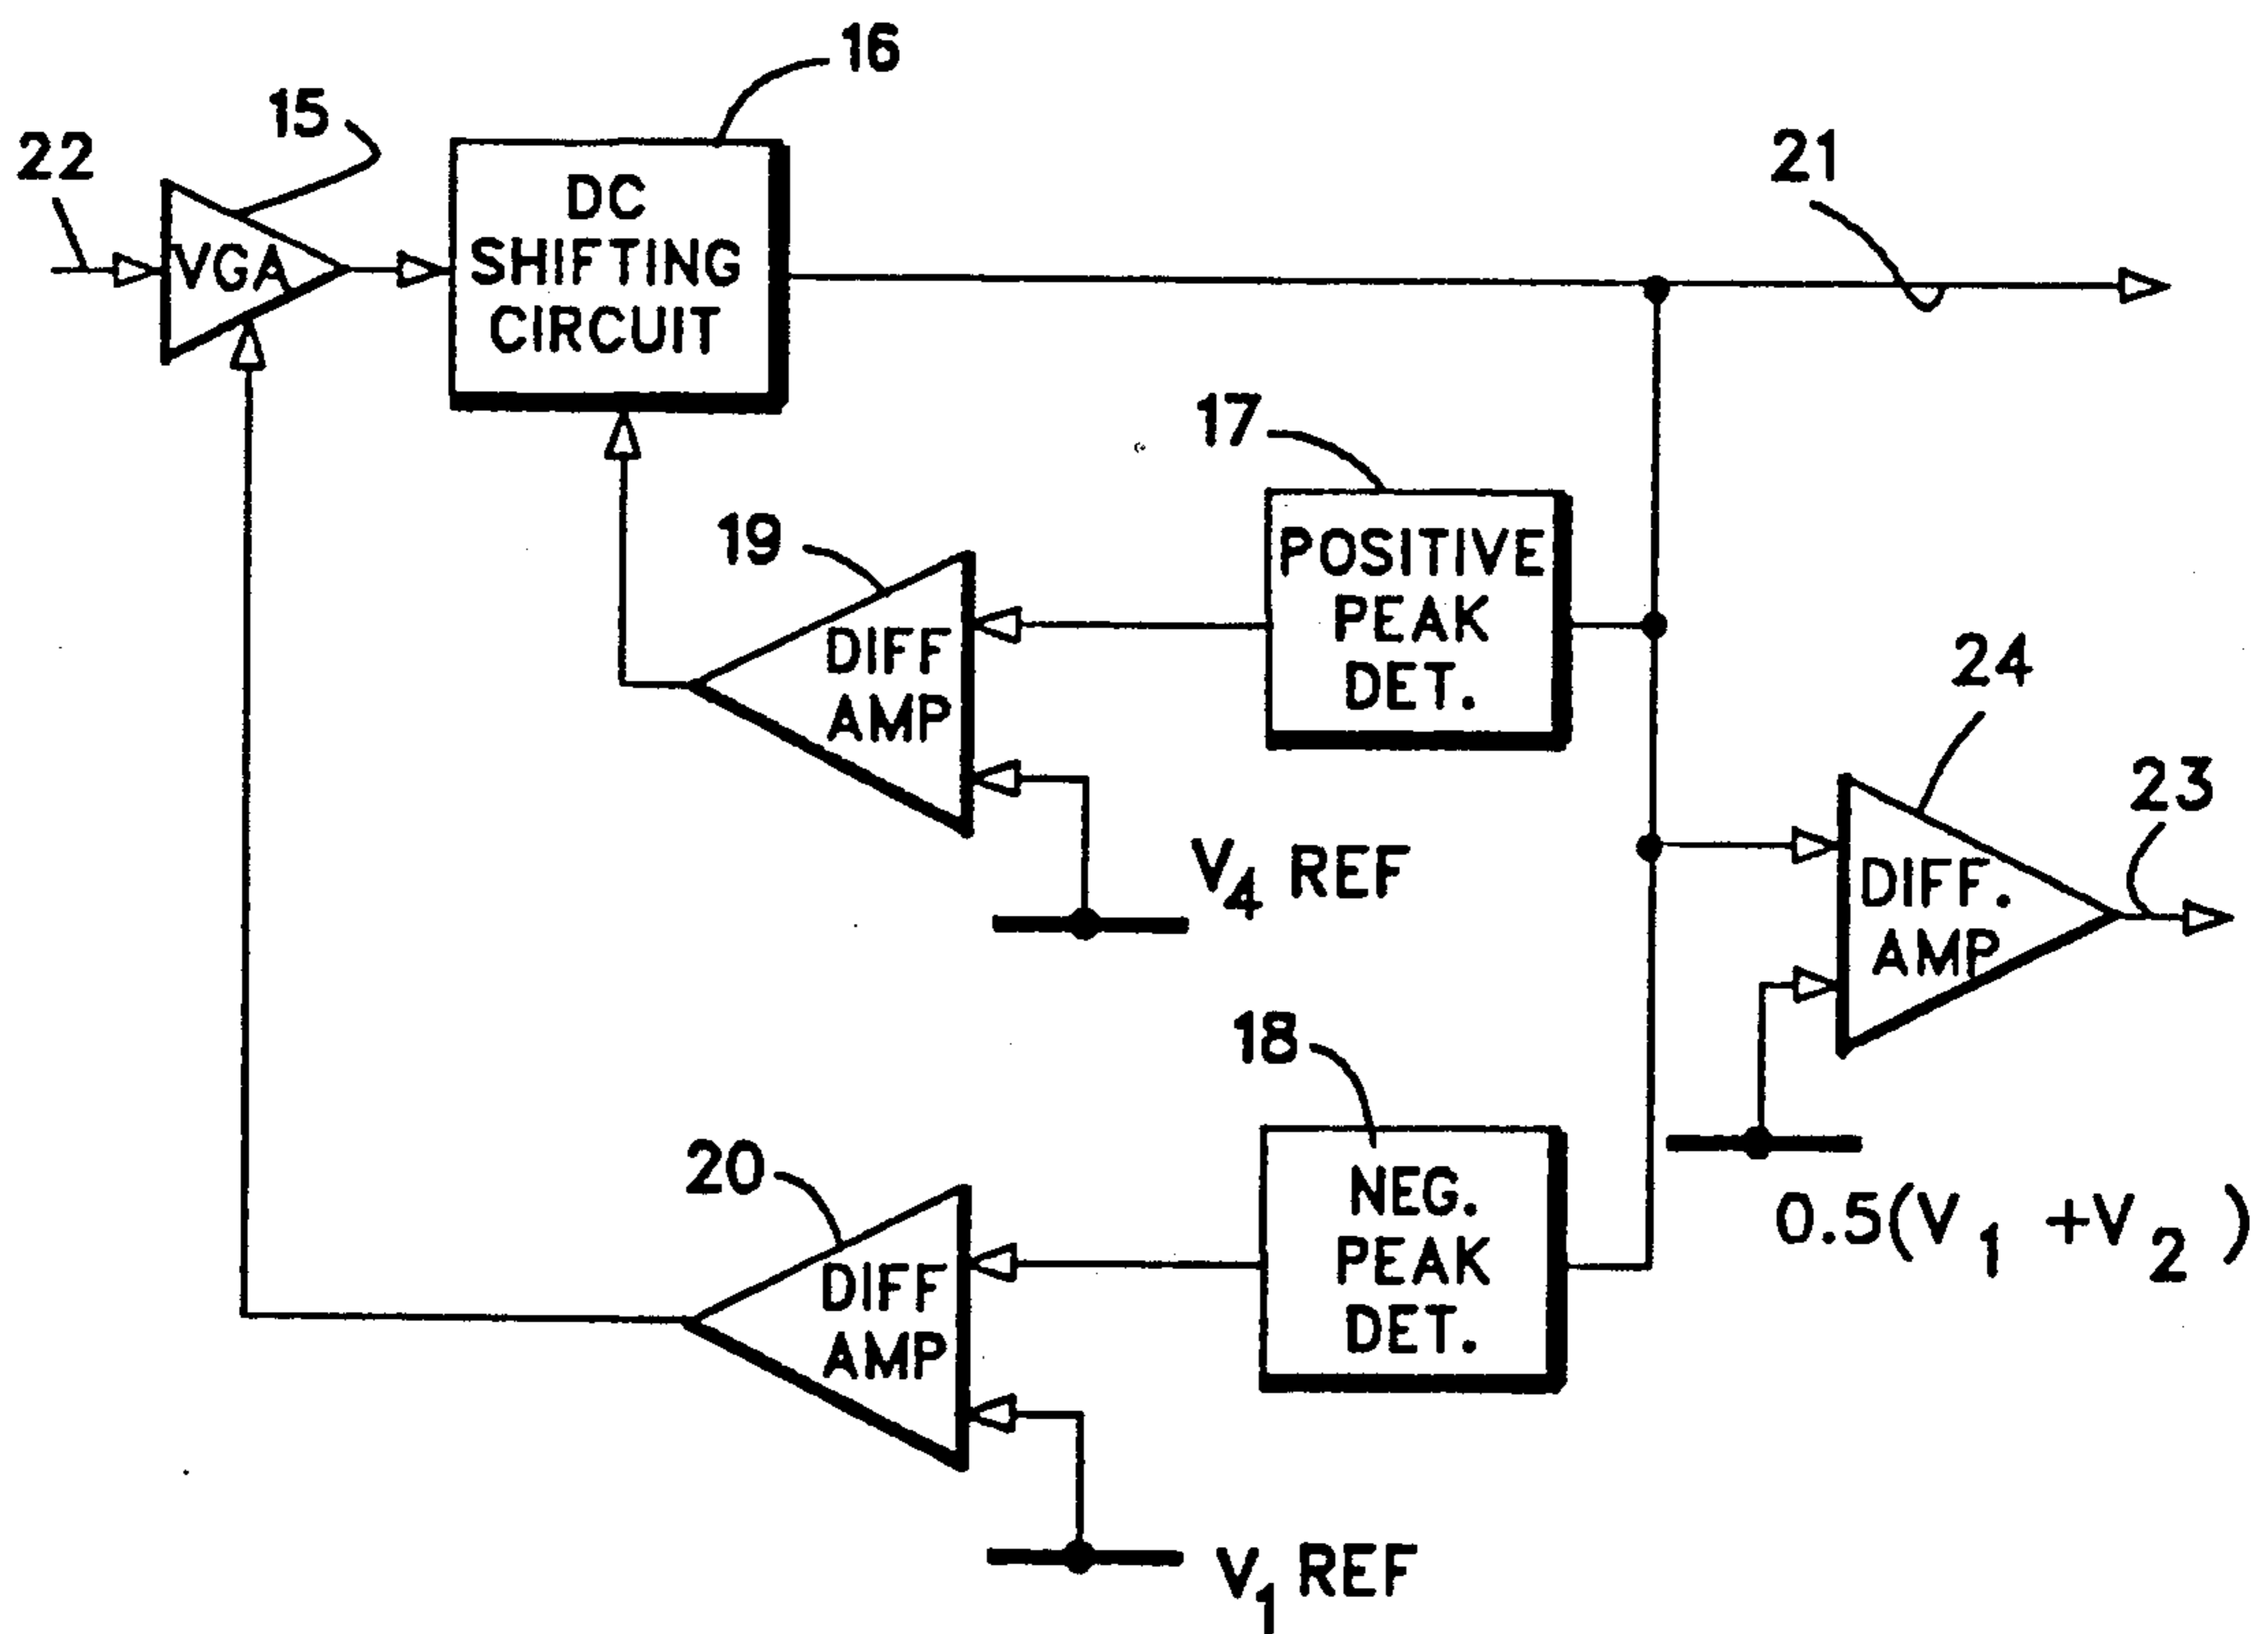 16
15
22
21
VGA
DC
SHIFTING
CIRCUIT
17
19
POSITIVE
PEAK
DET.
DIFF
AMP
24
23
V4 REF
DIFF.
AMP
18
20
NEG.
PEAK
DET.
0.5(V1 +V2 )
DIFF
AMP
V1 REF